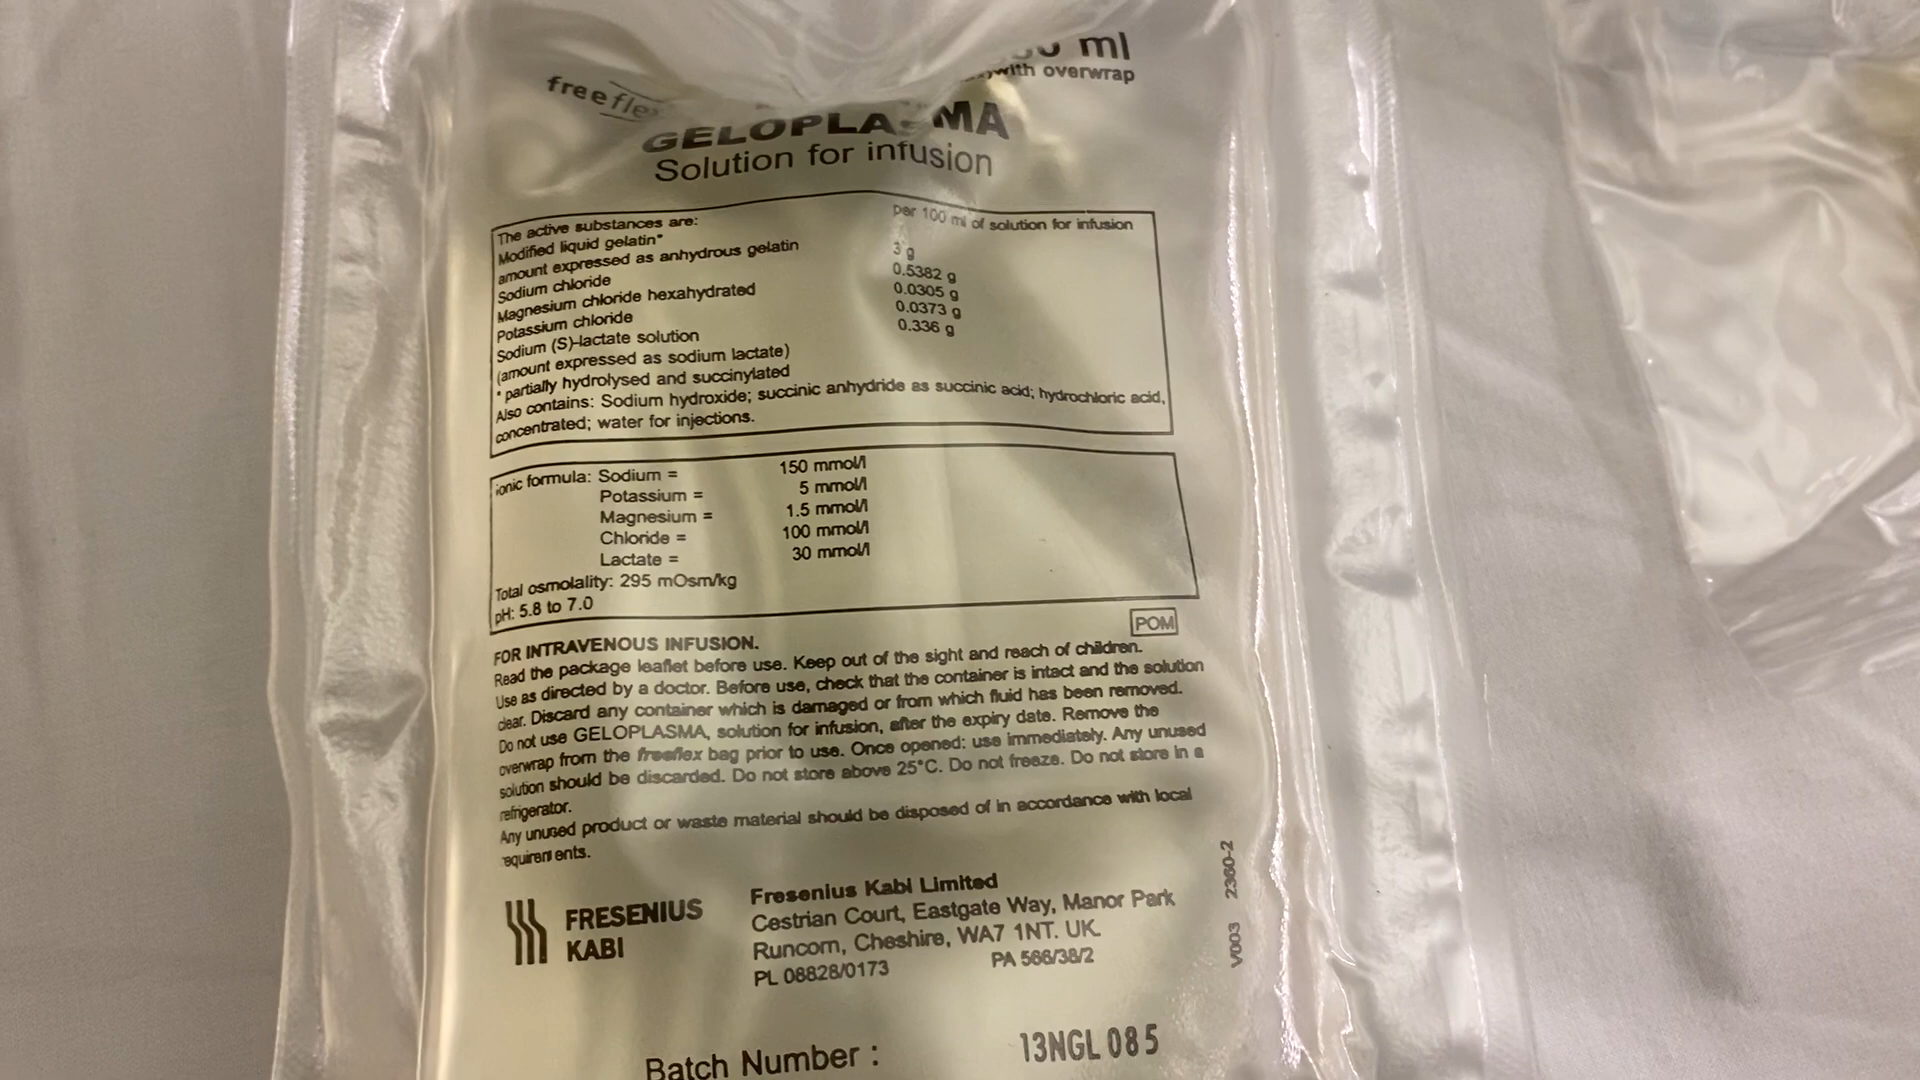 ml
with overwrap
freefle
GELOPLASMA
Solution for infusion
The active substances are: per 100 ml of solution for infusion
Modified liquid gelatin*
amount expressed as anhydrous gelatin 3 g
Sodium chloride 0.5382 g
Magnesium chloride hexahydrated 0.0305 g
Potassium chloride 0.0373 g
Sodium (S)-lactate solution 0.336 g
(amount expressed as sodium lactate)
* partially hydrolysed and succinylated
Also contains: Sodium hydroxide; succinic anhydride as succinic acid; hydrochloric acid,
concentrated; water for injections.
ionic formula: Sodium = 150 mmol/l
Potassium = 5 mmol/l
Magnesium = 1.5 mmol/l
Chloride = 100 mmol/l
Lactate = 30 mmol/l
Total osmolality: 295 mOsm/kg
pH: 5.8 to 7.0
POM
FOR INTRAVENOUS INFUSION.
Read the package leaflet before use. Keep out of the sight and reach of children.
Use as directed by a doctor. Before use, check that the container is intact and the solution
clear. Discard any container which is damaged or from which fluid has been removed.
Do not use GELOPLASMA, solution for infusion, after the expiry date. Remove the
overwrap from the freeflex bag prior to use. Once opened: use immediately. Any unused
solution should be discarded. Do not store above 25°C. Do not freeze. Do not store in a
refrigerator.
Any unused product or waste material should be disposed of in accordance with local
requirements.
FRESENIUS
KABI
Fresenius Kabi Limited
Cestrian Court, Eastgate Way, Manor Park
Runcorn, Cheshire, WA7 1NT. UK.
PL 08828/0173 PA 566/38/2
V003 2360-2
Batch Number : 13NGL085